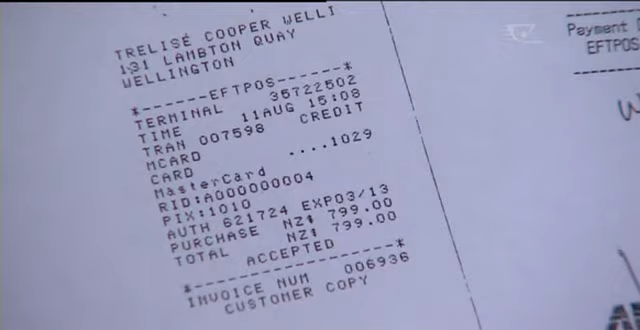 TRELISE COOPER WELLI
131 LAMBTON QUAY
WELLINGTON
*------EFTPOS------*
TERMINAL 35722502
TIME 11AUG 15:08
TRAN 007598 CREDIT
MCARD
CARD ....1029
MasterCard
RID:A000000004
PIX:1010
AUTH 621724 EXP03/13
PURCHASE NZ$ 799.00
TOTAL NZ$ 799.00
ACCEPTED
*------------------*
INVOICE NUM 006936
CUSTOMER COPY
Payment
EFTPOS